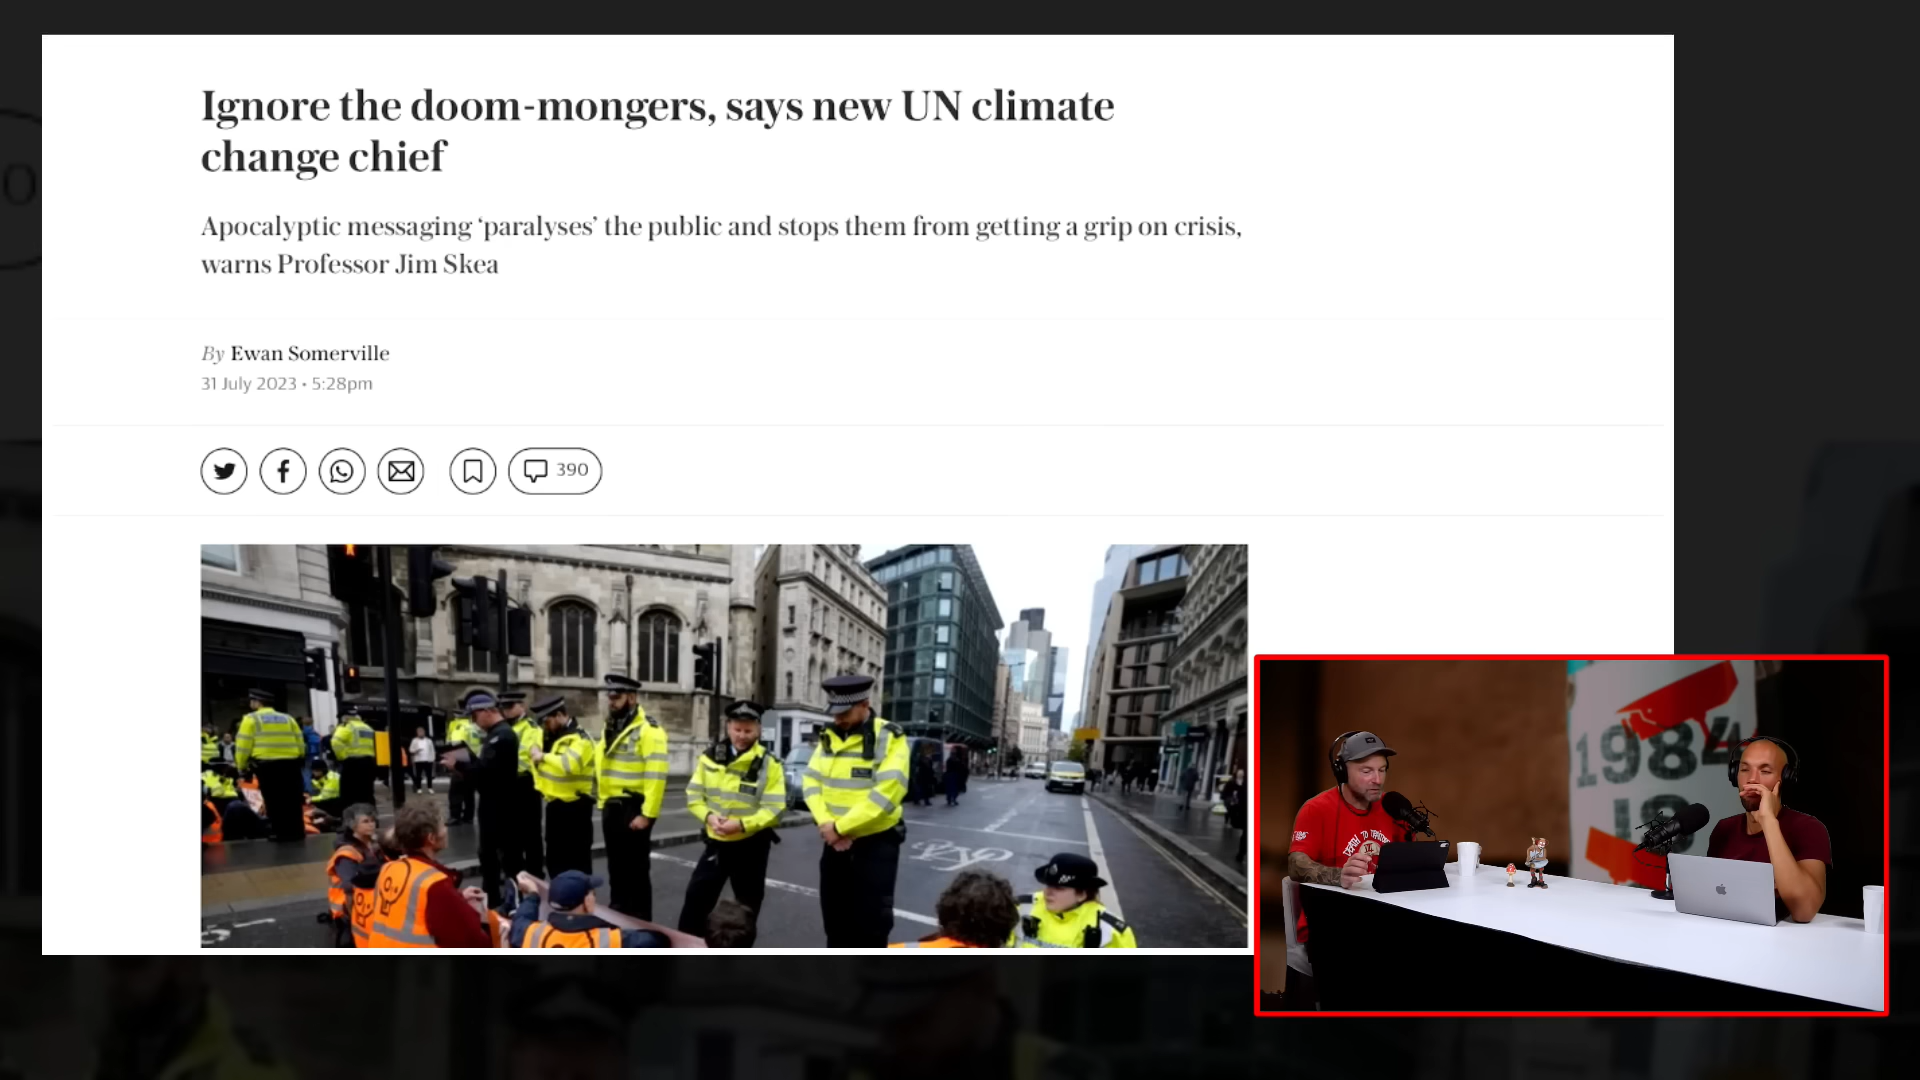 Ignore the doom-mongers, says new UN climate
change chief
Apocalyptic messaging ‘paralyses’ the public and stops them from getting a grip on crisis,
warns Professor Jim Skea
By Ewan Somerville
31 July 2023 • 5:28pm
390
1984